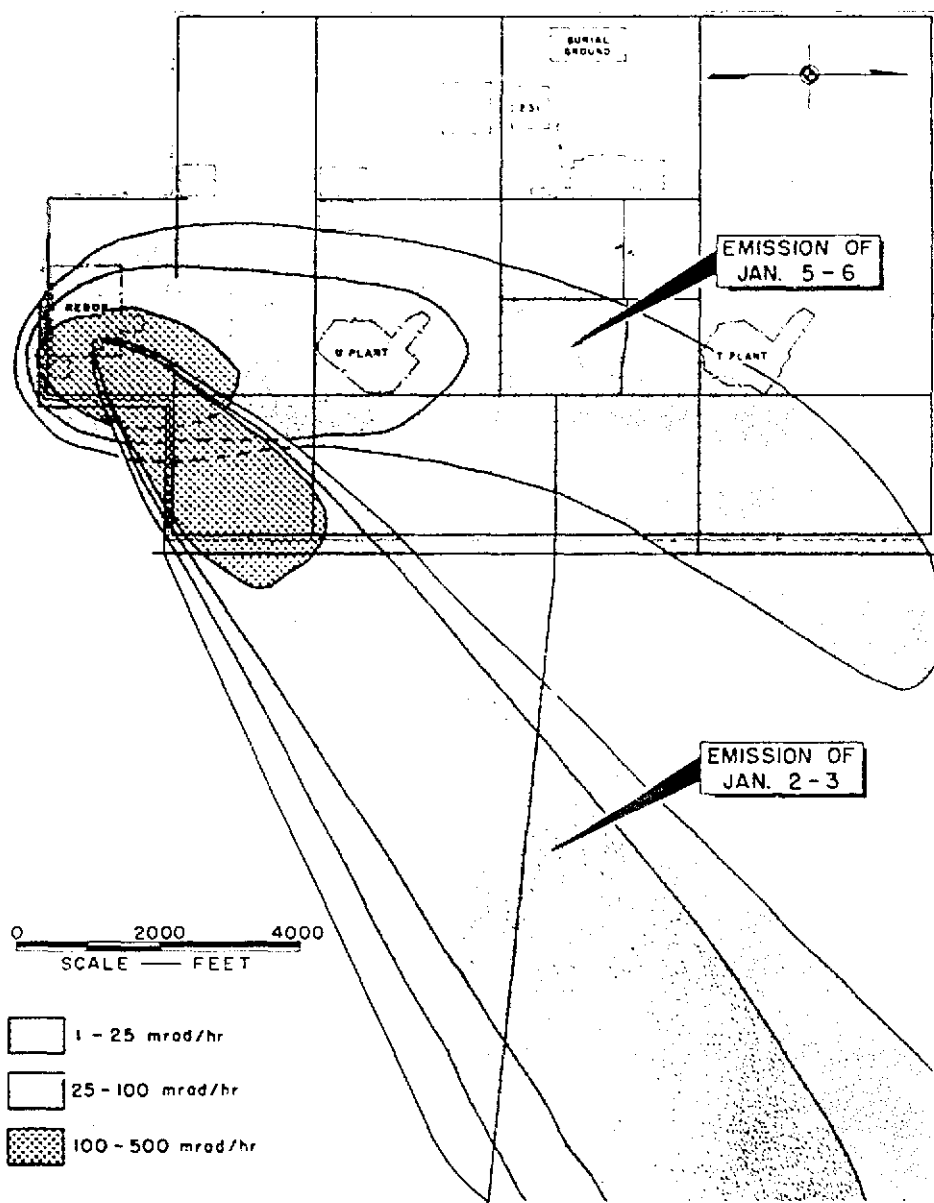 BURIAL
GROUND
231
EMISSION OF
JAN. 5-6
REDOX
U PLANT
T PLANT
EMISSION OF
JAN. 2-3
0 2000 4000
SCALE — FEET
1 - 25 mrad/hr
25 - 100 mrad/hr
100 - 500 mrad/hr